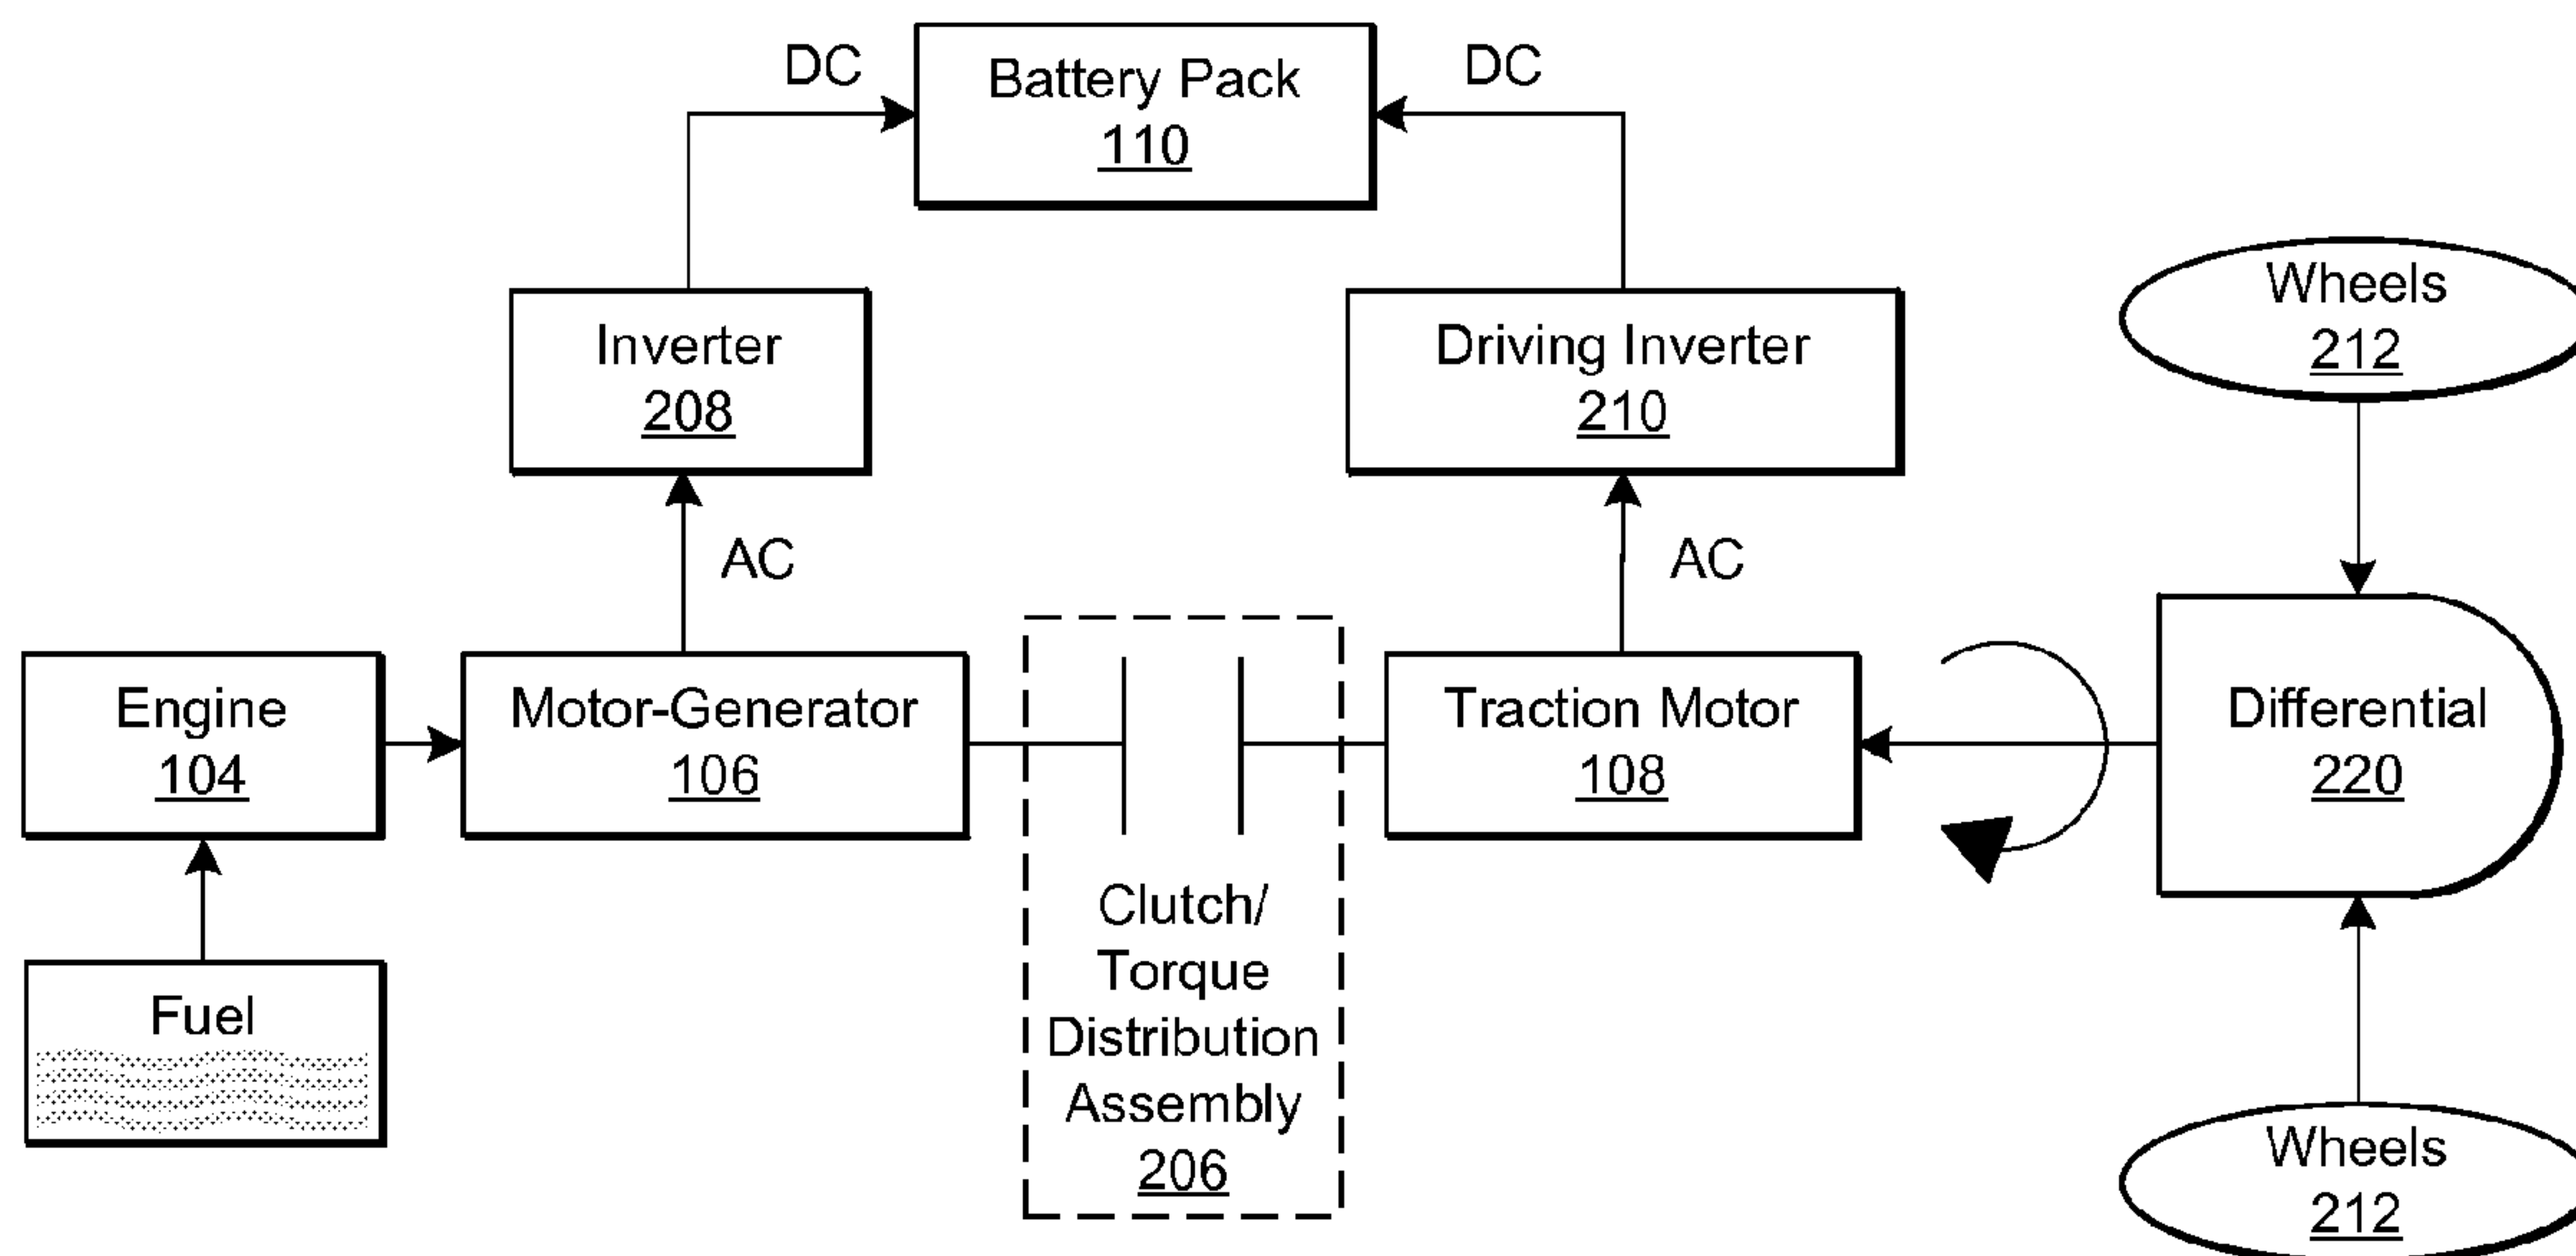 DC
Battery Pack
110
DC
Inverter
208
Driving Inverter
210
Wheels
212
AC
AC
Engine
104
Motor-Generator
106
Traction Motor
108
Differential
220
Clutch/
Torque
Distribution
Assembly
206
Fuel
Wheels
212